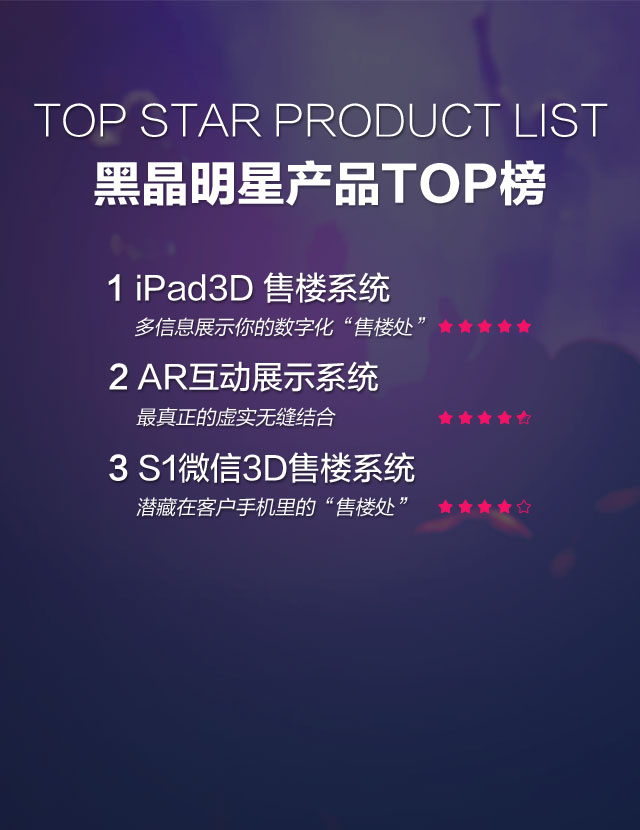 TOP STAR PRODUCT LIST
黑晶明星产品TOP榜
1 iPad3D 售楼系统
多信息展示你的数字化“售楼处”
2 AR互动展示系统
最真正的虚实无缝结合
3 S1微信3D售楼系统
潜藏在客户手机里的“售楼处”